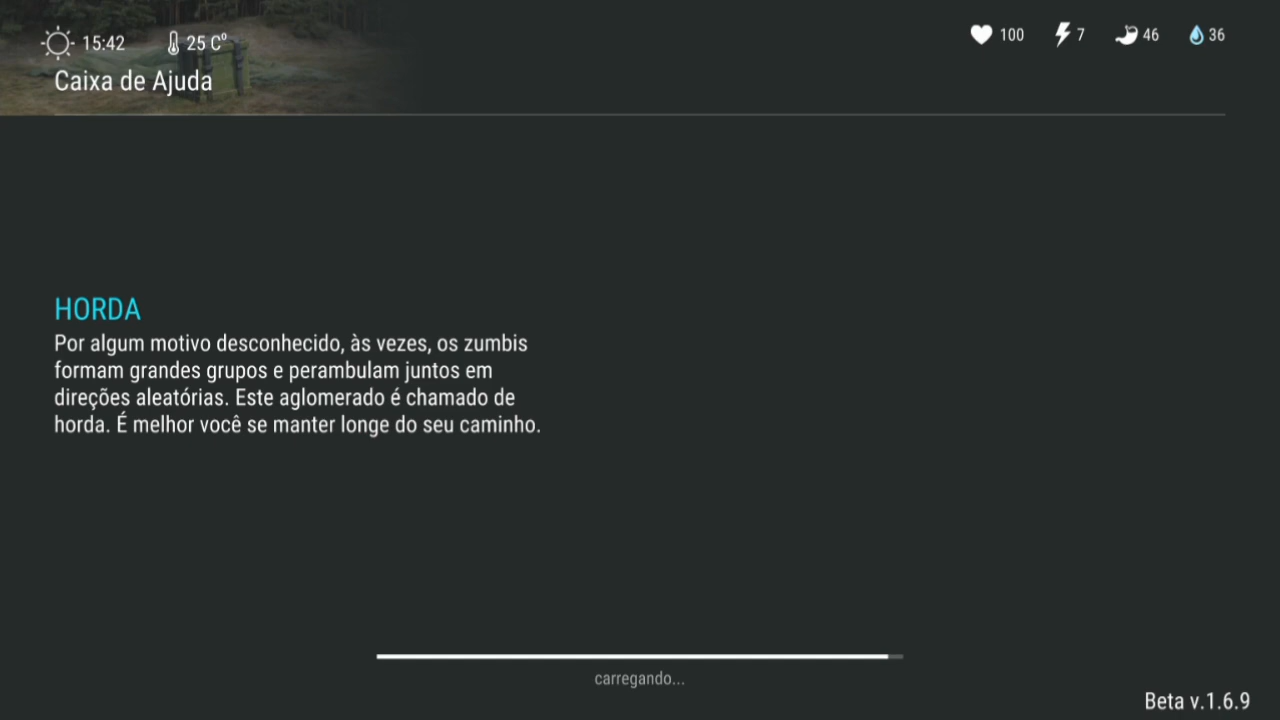 15:42 25 Cº
100 7 46 36
Caixa de Ajuda
HORDA
Por algum motivo desconhecido, às vezes, os zumbis
formam grandes grupos e perambulam juntos em
direções aleatórias. Este aglomerado é chamado de
horda. É melhor você se manter longe do seu caminho.
carregando...
Beta v.1.6.9